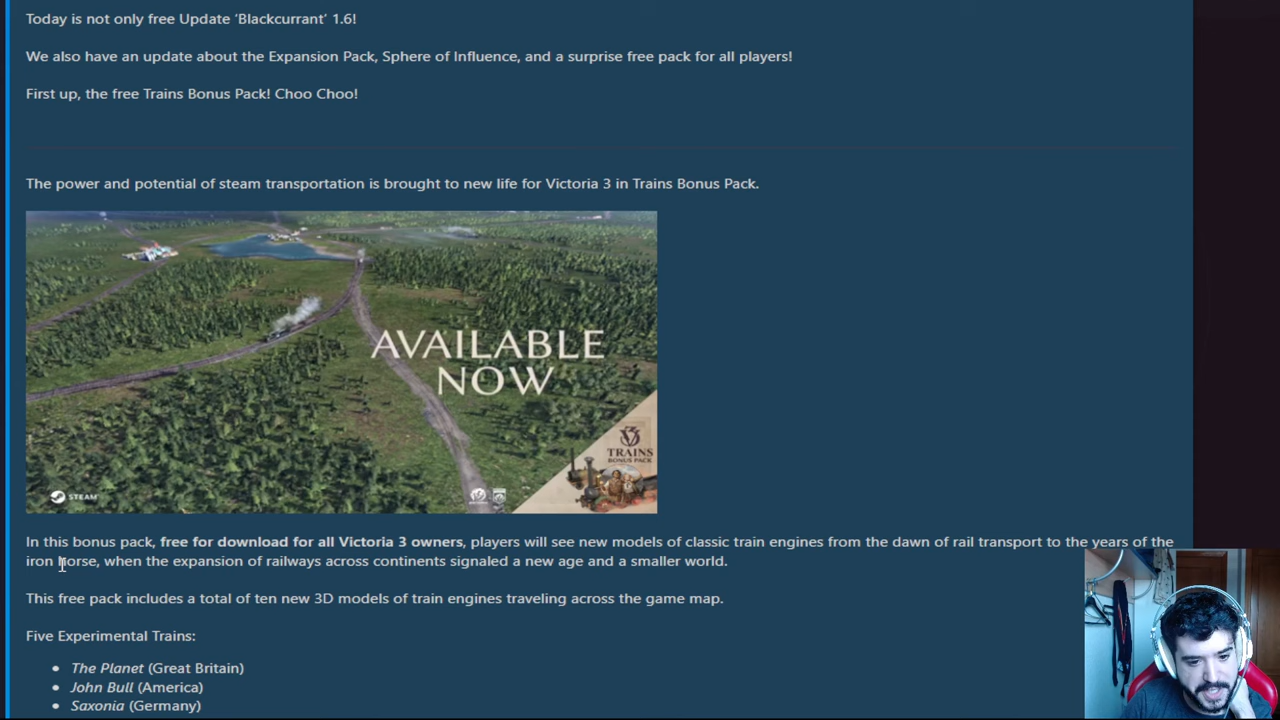 Today is not only free Update ‘Blackcurrant’ 1.6!
We also have an update about the Expansion Pack, Sphere of Influence, and a surprise free pack for all players!
First up, the free Trains Bonus Pack! Choo Choo!
The power and potential of steam transportation is brought to new life for Victoria 3 in Trains Bonus Pack.
AVAILABLE
NOW
TRAINS
BONUS PACK
STEAM
In this bonus pack, free for download for all Victoria 3 owners, players will see new models of classic train engines from the dawn of rail transport to the years of the
iron horse, when the expansion of railways across continents signaled a new age and a smaller world.
This free pack includes a total of ten new 3D models of train engines traveling across the game map.
Five Experimental Trains:
The Planet (Great Britain)
John Bull (America)
Saxonia (Germany)